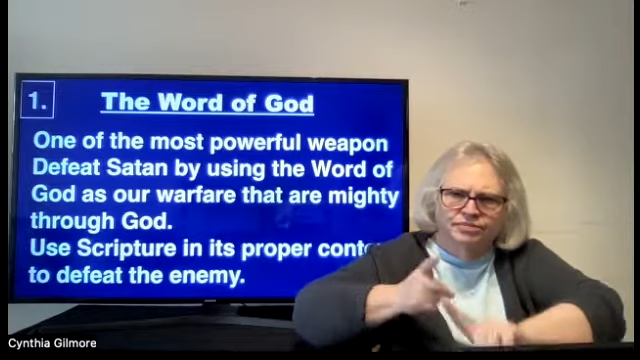 1.
The Word of God
One of the most powerful weapon
Defeat Satan by using the Word of
God as our warfare that are mighty
through God.
Use Scripture in its proper
to defeat the enemy.
Cynthia Gilmore